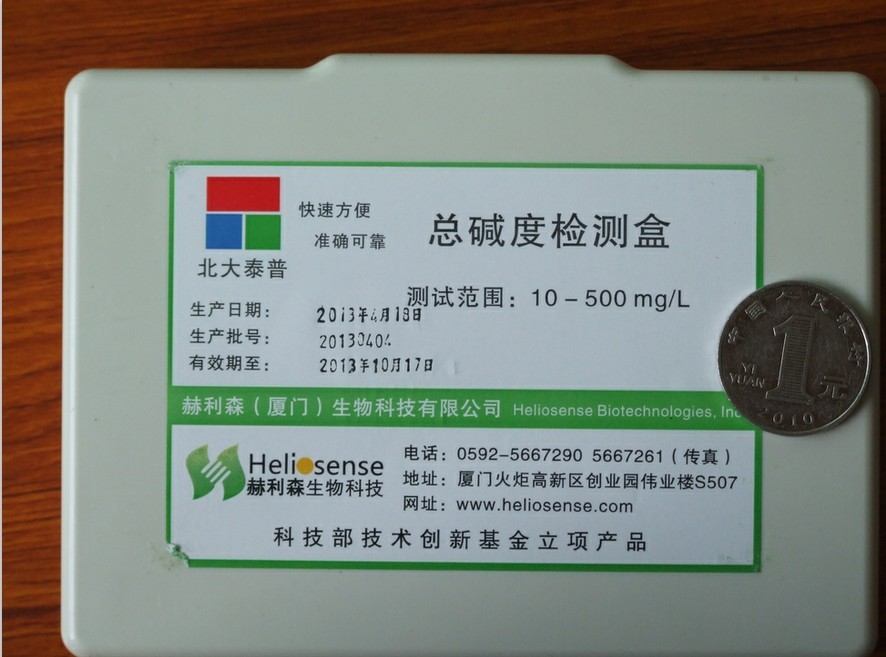 快速方便
准确可靠
北大泰普
总碱度检测盒
测试范围：10－500 mg/L
生产日期： 2013年4月18日
生产批号： 20130404
有效期至： 2013年10月17日
赫利森（厦门）生物科技有限公司 Heliosense Biotechnologies, Inc
Heliosense
赫利森生物科技
电话：0592-5667290 5667261（传真）
地址：厦门火炬高新区创业园伟业楼S507
网址：www.heliosense.com
科技部技术创新基金立项产品
中国人民银行
1
YI
YUAN
元
2010